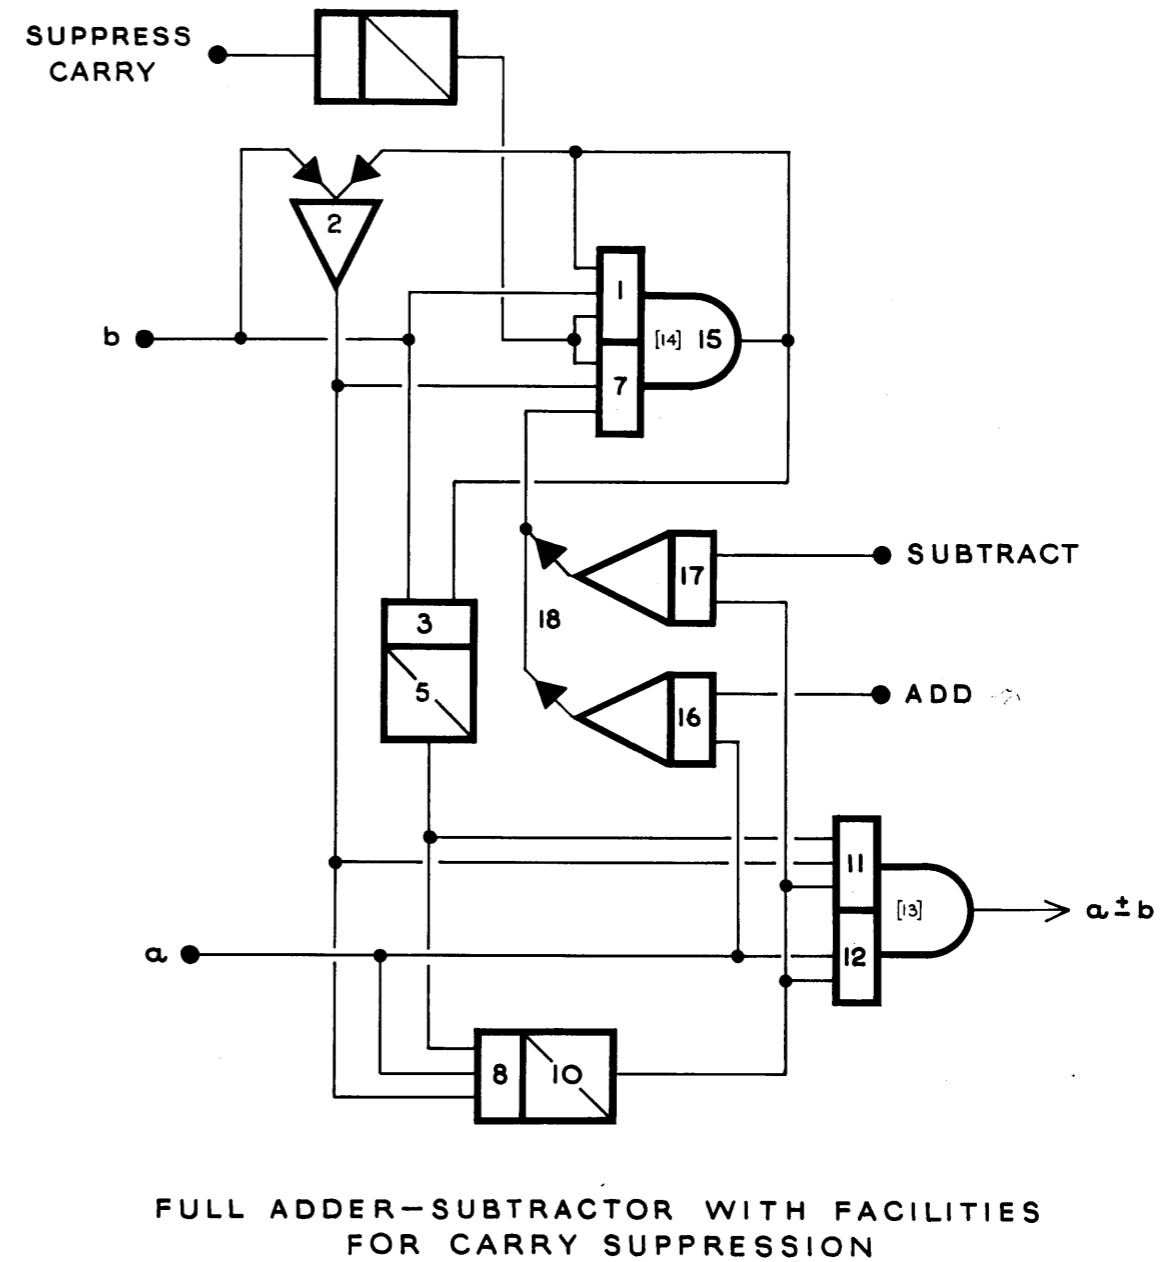 SUPPRESS
CARRY
2
1
b
[14] 15
7
SUBTRACT
17
3
18
5
ADD
16
11
[13]
a±b
a
12
8
10
FULL ADDER—SUBTRACTOR WITH FACILITIES
FOR CARRY SUPPRESSION